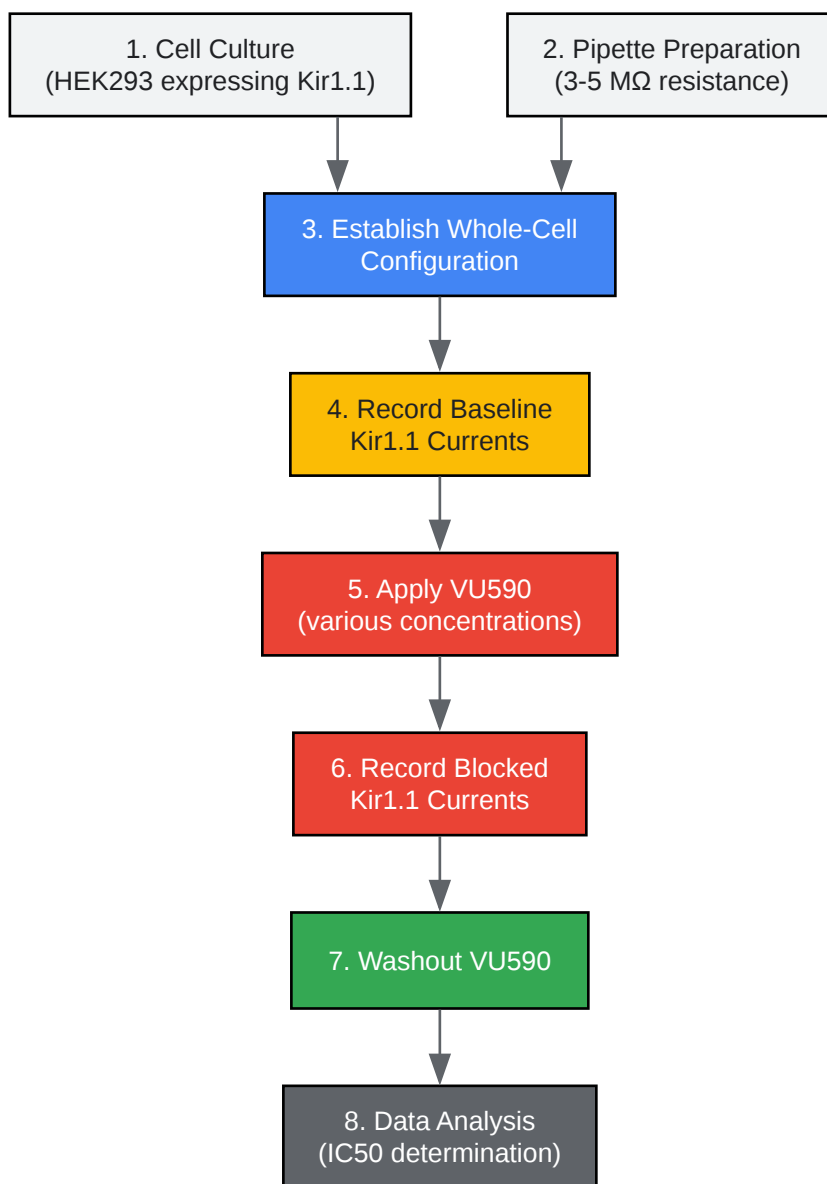 1. Cell Culture
(HEK293 expressing Kir1.1)
2. Pipette Preparation
(3-5 MΩ resistance)
3. Establish Whole-Cell
Configuration
4. Record Baseline
Kir1.1 Currents
5. Apply VU590
(various concentrations)
6. Record Blocked
Kir1.1 Currents
7. Washout VU590
8. Data Analysis
(IC50 determination)